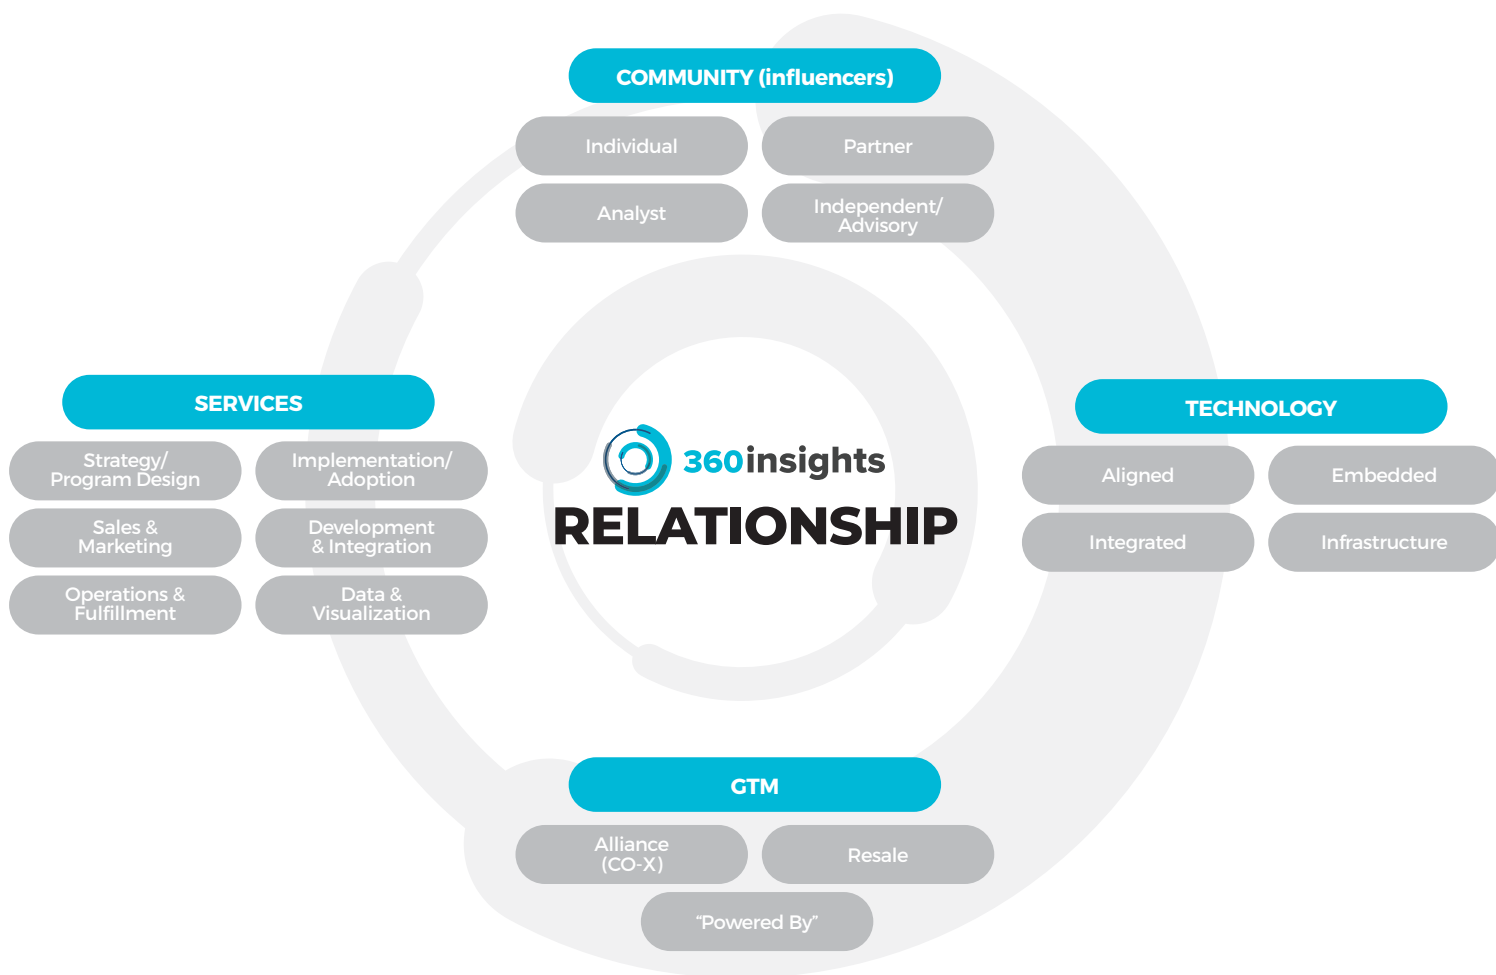 COMMUNITY (influencers)
Individual
Partner
Analyst
Independent/
Advisory
SERVICES
Strategy/
Program Design
Implementation/
Adoption
Sales &
Marketing
Development
& Integration
Operations &
Fulfillment
Data &
Visualization
360insights
RELATIONSHIP
TECHNOLOGY
Aligned
Embedded
Integrated
Infrastructure
GTM
Alliance
(CO-X)
Resale
“Powered By”